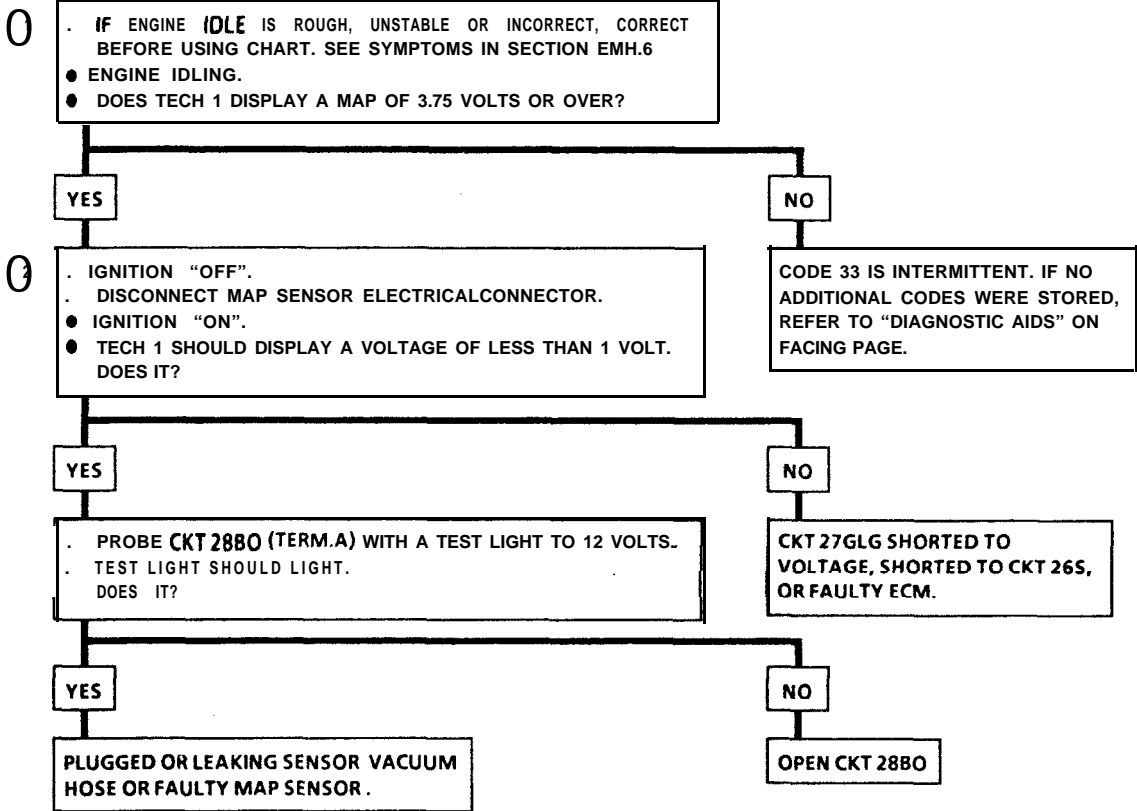 0 . IF ENGINE IDLE IS ROUGH, UNSTABLE OR INCORRECT, CORRECT
BEFORE USING CHART. SEE SYMPTOMS IN SECTION EMH.6
● ENGINE IDLING.
● DOES TECH 1 DISPLAY A MAP OF 3.75 VOLTS OR OVER?
YES
NO
02 . IGNITION “OFF”.
. DISCONNECT MAP SENSOR ELECTRICALCONNECTOR.
● IGNITION “ON”.
● TECH 1 SHOULD DISPLAY A VOLTAGE OF LESS THAN 1 VOLT.
DOES IT?
CODE 33 IS INTERMITTENT. IF NO
ADDITIONAL CODES WERE STORED,
REFER TO “DIAGNOSTIC AIDS” ON
FACING PAGE.
YES
NO
. PROBE CKT 28BO (TERM.A) WITH A TEST LIGHT TO 12 VOLTS.
. TEST LIGHT SHOULD LIGHT.
DOES IT?
CKT 27GLG SHORTED TO
VOLTAGE, SHORTED TO CKT 26S,
OR FAULTY ECM.
YES
NO
PLUGGED OR LEAKING SENSOR VACUUM
HOSE OR FAULTY MAP SENSOR.
OPEN CKT 28BO